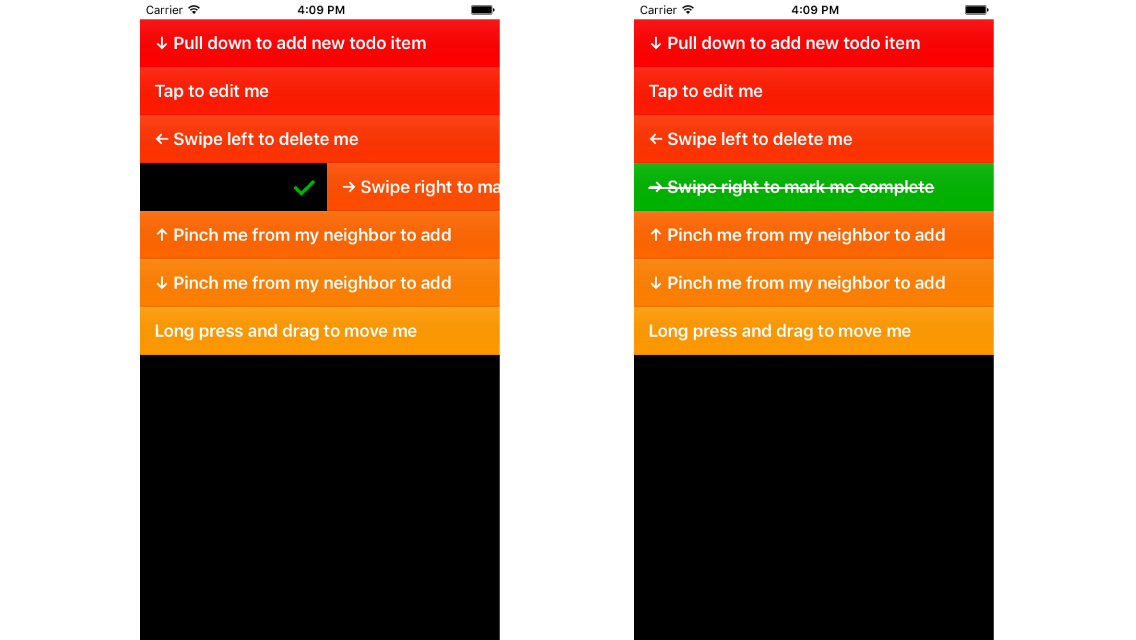 Carrier 4:09 PM
↓ Pull down to add new todo item
Tap to edit me
← Swipe left to delete me
→ Swipe right to ma
↑ Pinch me from my neighbor to add
↓ Pinch me from my neighbor to add
Long press and drag to move me
Carrier 4:09 PM
↓ Pull down to add new todo item
Tap to edit me
← Swipe left to delete me
→ Swipe right to mark me complete
↑ Pinch me from my neighbor to add
↓ Pinch me from my neighbor to add
Long press and drag to move me